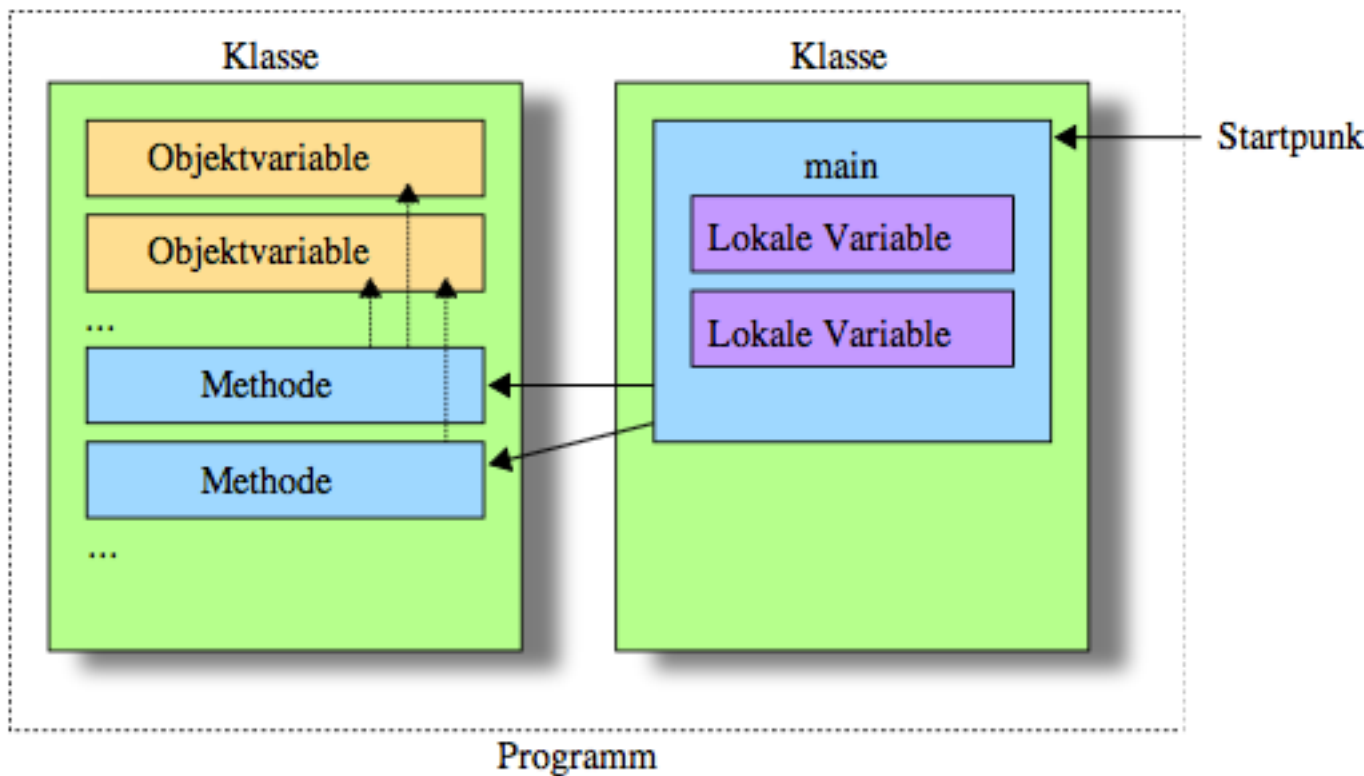 Klasse
Objektvariable
Objektvariable
...
Methode
Methode
...
Klasse
main
Lokale Variable
Lokale Variable
Startpunk
Programm